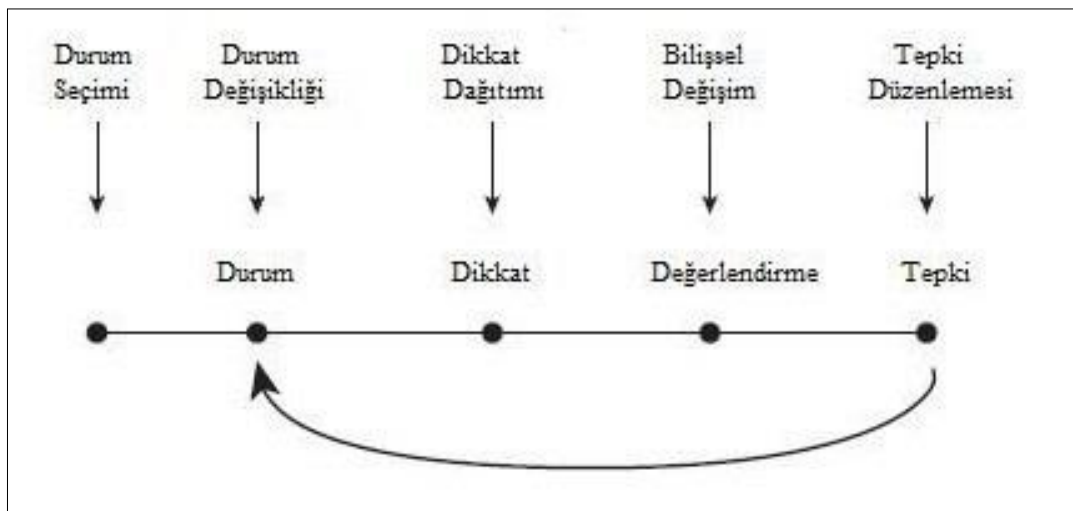 Durum Seçimi
Durum Değişikliği
Dikkat Dağıtımı
Bilişsel Değişim
Tepki Düzenlemesi
Durum
Dikkat
Değerlendirme
Tepki